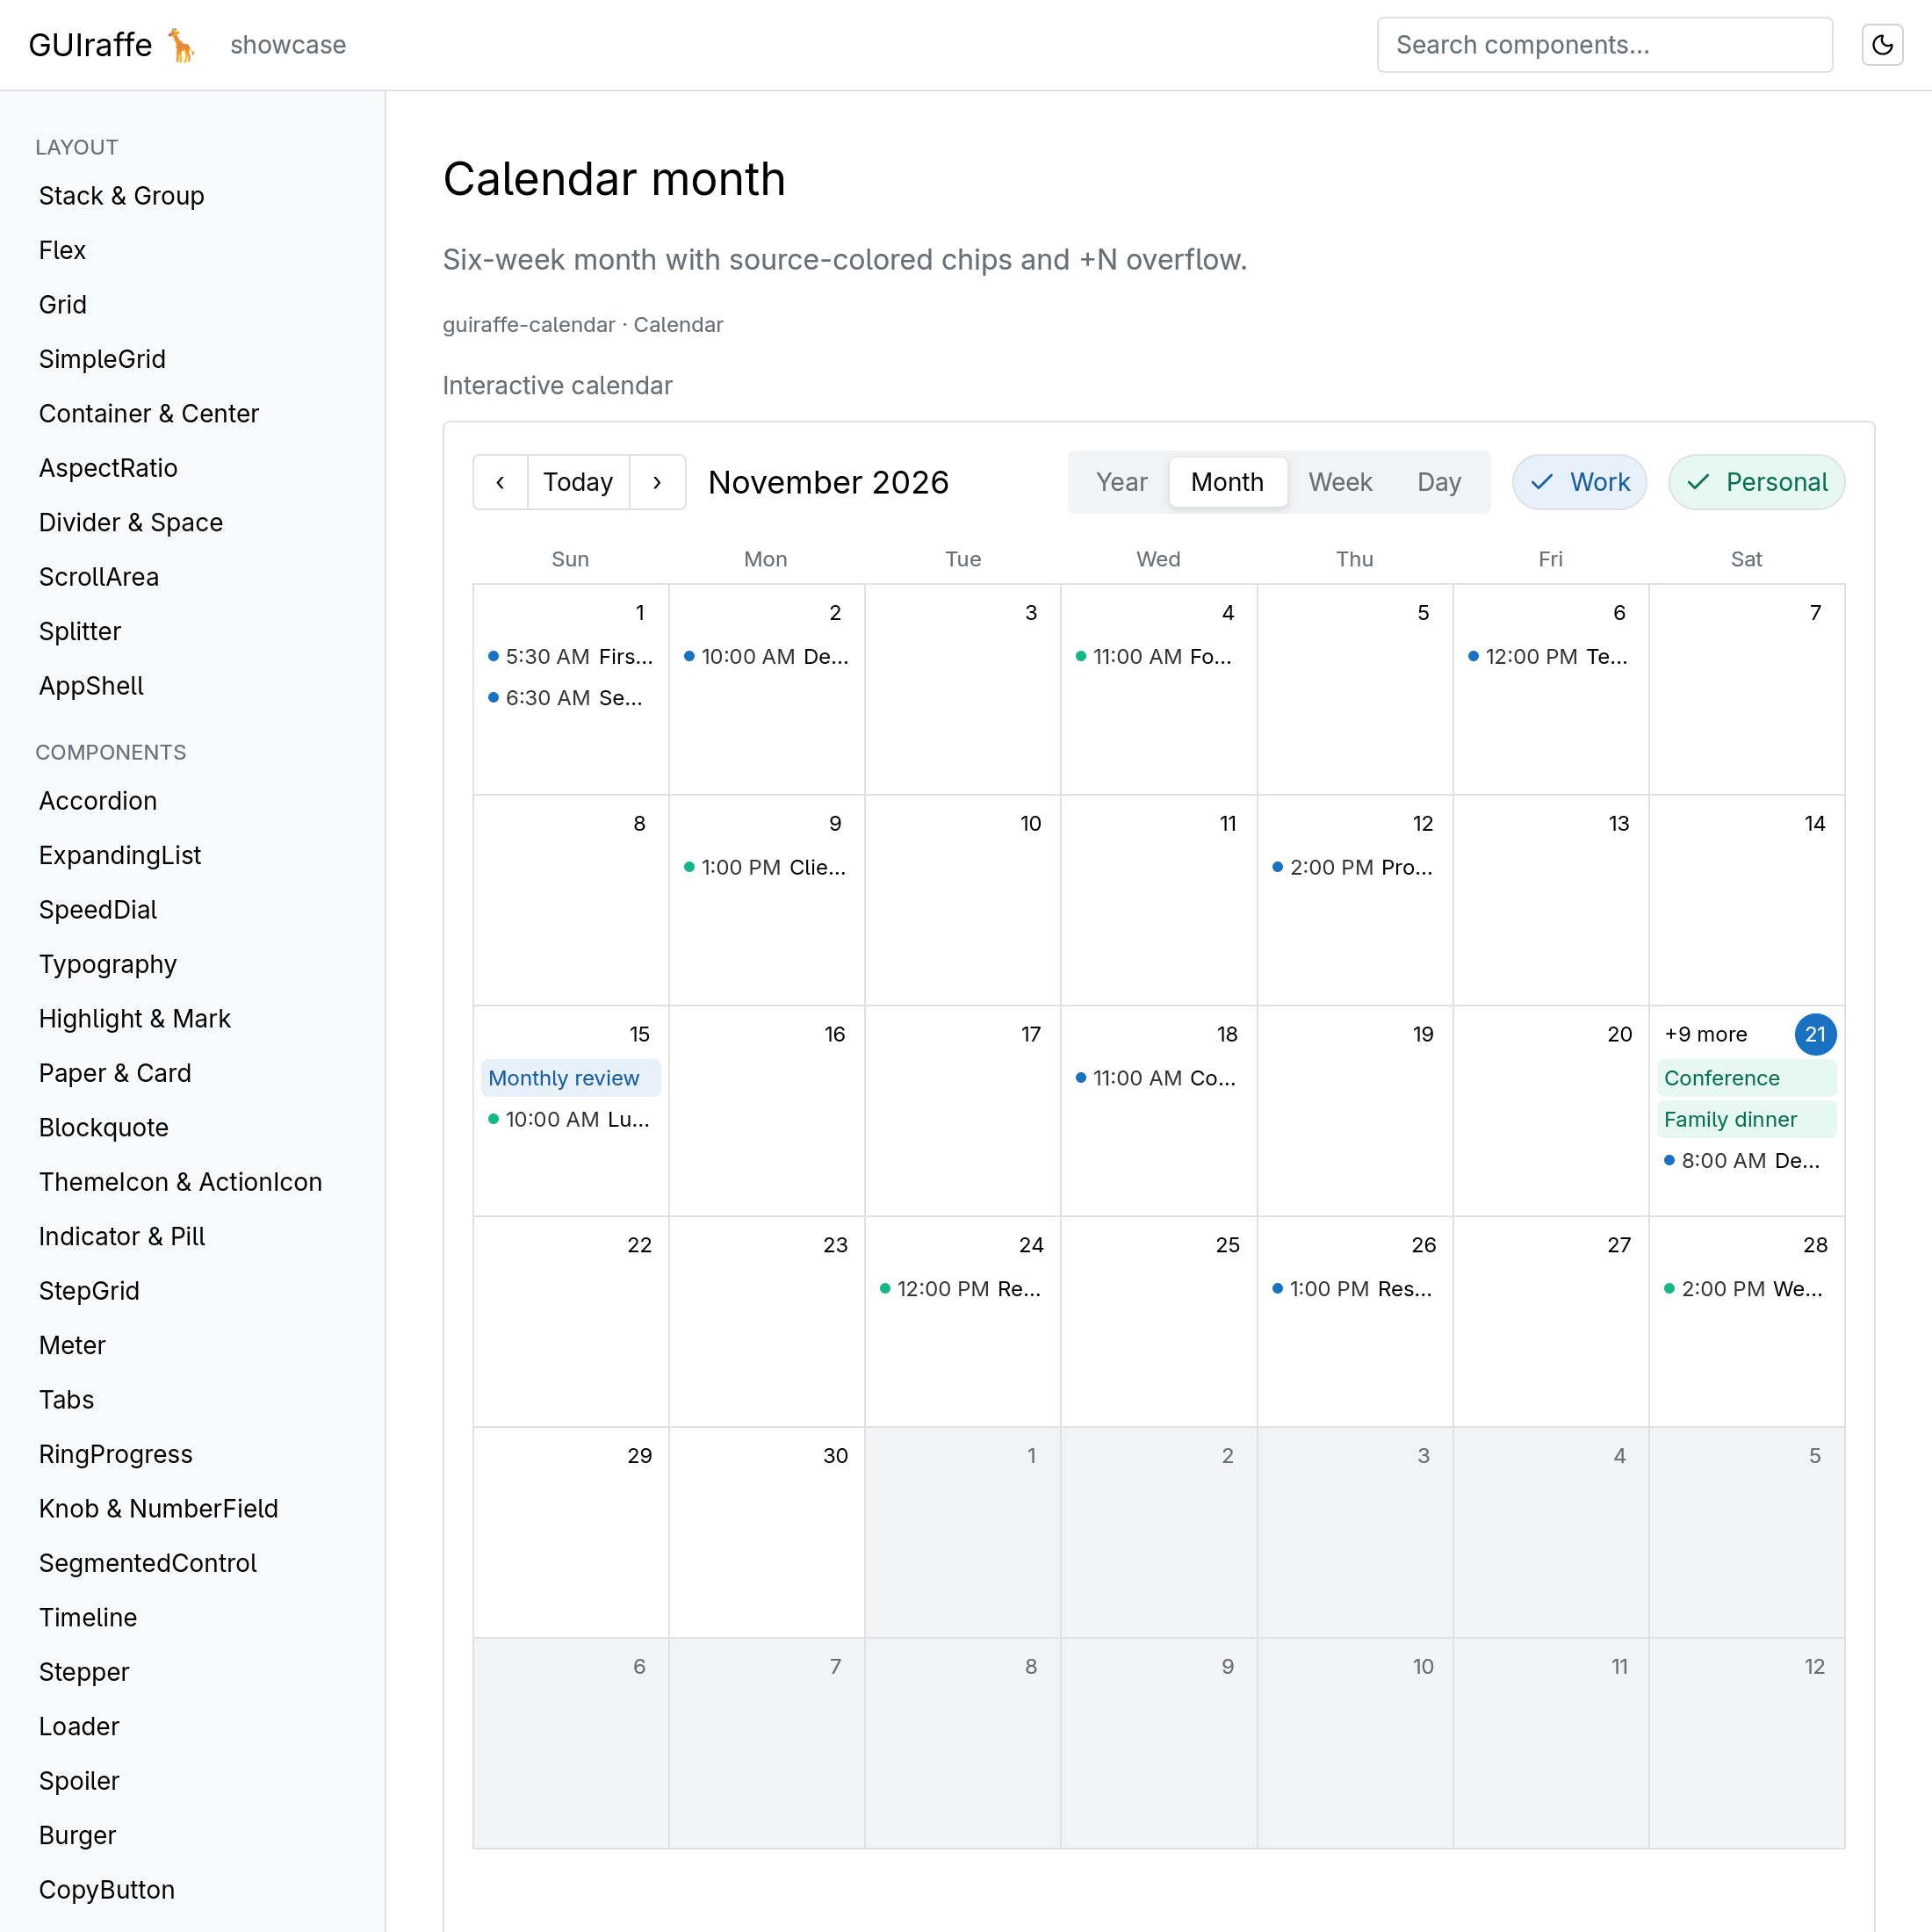 GUIraffe 🦒 showcase
Search components...
LAYOUT
Stack & Group
Flex
Grid
SimpleGrid
Container & Center
AspectRatio
Divider & Space
ScrollArea
Splitter
AppShell
COMPONENTS
Accordion
ExpandingList
SpeedDial
Typography
Highlight & Mark
Paper & Card
Blockquote
ThemeIcon & ActionIcon
Indicator & Pill
StepGrid
Meter
Tabs
RingProgress
Knob & NumberField
SegmentedControl
Timeline
Stepper
Loader
Spoiler
Burger
CopyButton
Calendar month
Six-week month with source-colored chips and +N overflow.
guiraffe-calendar · Calendar
Interactive calendar
‹ Today › November 2026 Year Month Week Day Work Personal
Sun Mon Tue Wed Thu Fri Sat
1 2 3 4 5 6 7
5:30 AM Firs... 10:00 AM De... 11:00 AM Fo... 12:00 PM Te...
6:30 AM Se...
8 9 10 11 12 13 14
1:00 PM Clie... 2:00 PM Pro...
15 16 17 18 19 20 +9 more 21
Monthly review 11:00 AM Co... Conference
10:00 AM Lu... Family dinner
8:00 AM De...
22 23 24 25 26 27 28
12:00 PM Re... 1:00 PM Res... 2:00 PM We...
29 30 1 2 3 4 5
6 7 8 9 10 11 12